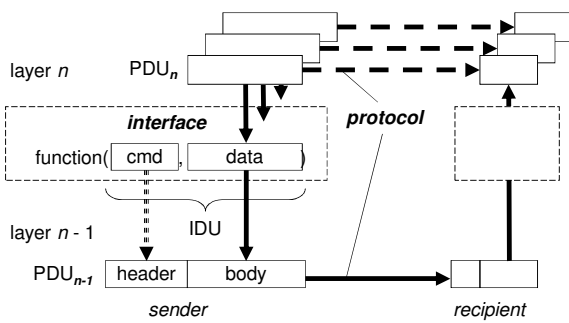 layer n PDUn
interface protocol
function( cmd , data )
IDU
layer n - 1
PDUn-1 header body
sender recipient